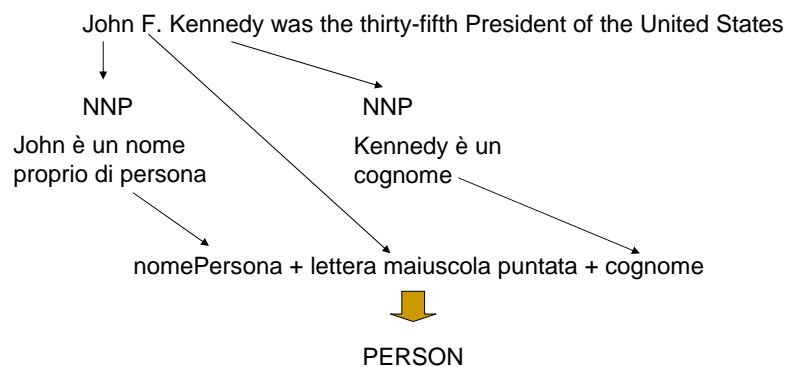 John F. Kennedy was the thirty-fifth President of the United States
NNP
NNP
John è un nome
proprio di persona
Kennedy è un
cognome
nomePersona + lettera maiuscola puntata + cognome
PERSON